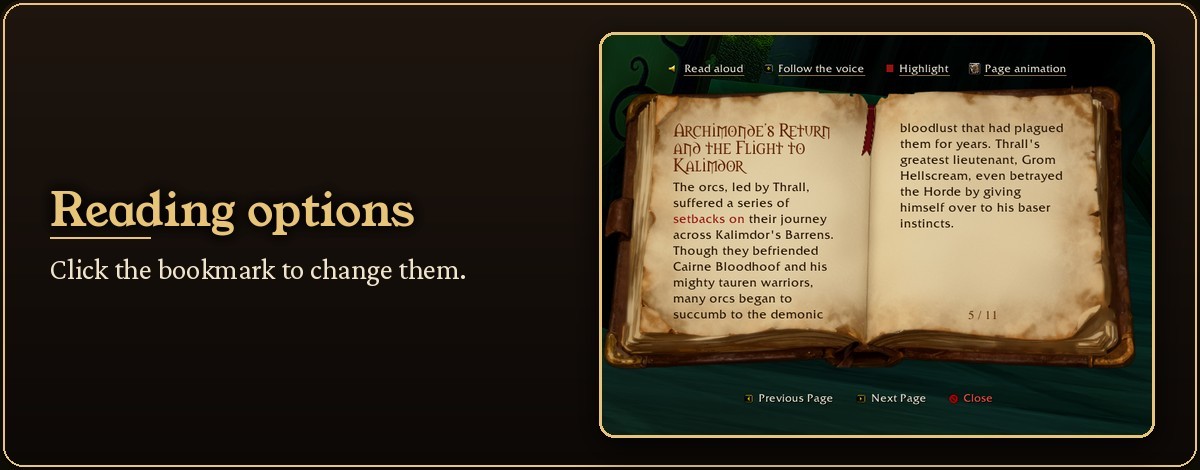 Reading options
Click the bookmark to change them.
Read aloud Follow the voice Highlight Page animation
Archimonde's Return
and the Flight to
Kalimdor
The orcs, led by Thrall,
suffered a series of
setbacks on their journey
across Kalimdor's Barrens.
Though they befriended
Cairne Bloodhoof and his
mighty tauren warriors,
many orcs began to
succumb to the demonic
bloodlust that had plagued
them for years. Thrall's
greatest lieutenant, Grom
Hellscream, even betrayed
the Horde by giving
himself over to his baser
instincts.
5 / 11
Previous Page Next Page Close